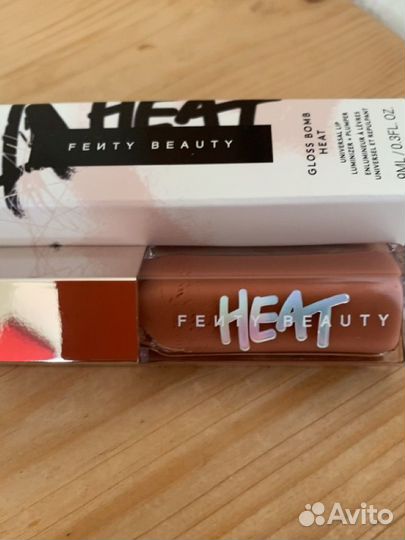 HEAT
FENTY BEAUTY
GLOSS BOMB
HEAT
UNIVERSAL LIP
LUMINIZER + PLUMPER
ENLUMINEUR À LÈVRES
UNIVERSEL ET REPULPANT
9ML/0.3FL OZ
FENTY BEAUTY
HEAT
Avito